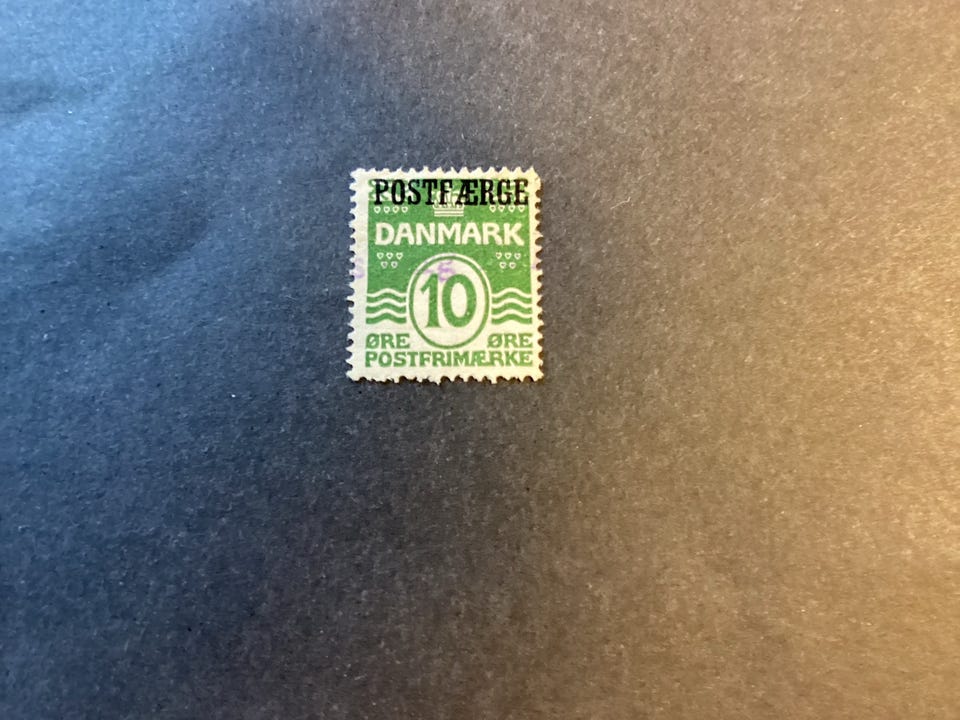 POSTFÆRGE
DANMARK
10
ØRE ØRE
POSTFRIMÆRKE